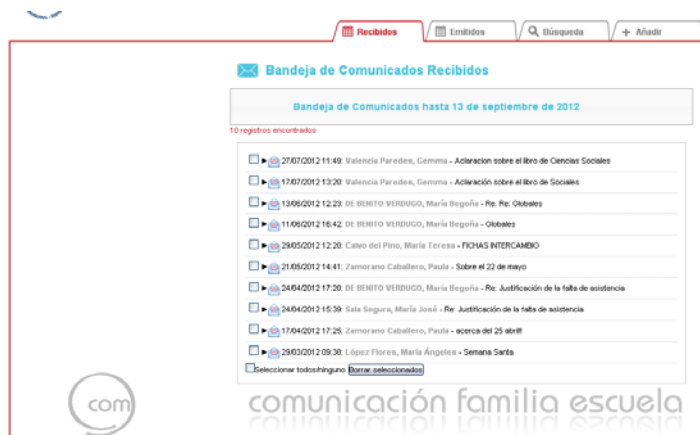 Recibidos Emitidos Búsqueda + Añadir
Bandeja de Comunicados Recibidos
Bandeja de Comunicados hasta 13 de septiembre de 2012
10 registros encontrados
27/07/2012 11:49: Valencia Paredes, Gemma - Aclaracion sobre el libro de Ciencias Sociales
17/07/2012 13:20: Valencia Paredes, Gemma - Aclaración sobre el libro de Sociales
13/06/2012 12:23: DE BENITO VERDUGO, María Begoña - Re: Re: Globales
11/06/2012 16:42: DE BENITO VERDUGO, María Begoña - Globales
29/05/2012 12:20: Calvo del Pino, María Teresa - FICHAS INTERCAMBIO
21/05/2012 14:41: Zamorano Caballero, Paula - Sobre el 22 de mayo
24/04/2012 17:20: DE BENITO VERDUGO, María Begoña - Re: Justificación de la falta de asistencia
24/04/2012 15:39: Sala Segura, María José - Re: Justificación de la falta de asistencia
17/04/2012 17:25: Zamorano Caballero, Paula - acerca del 25 abril!!
29/03/2012 09:38: López Flores, María Ángeles - Semana Santa
Seleccionar todos/ninguno Borrar seleccionados
com comunicación familia escuela